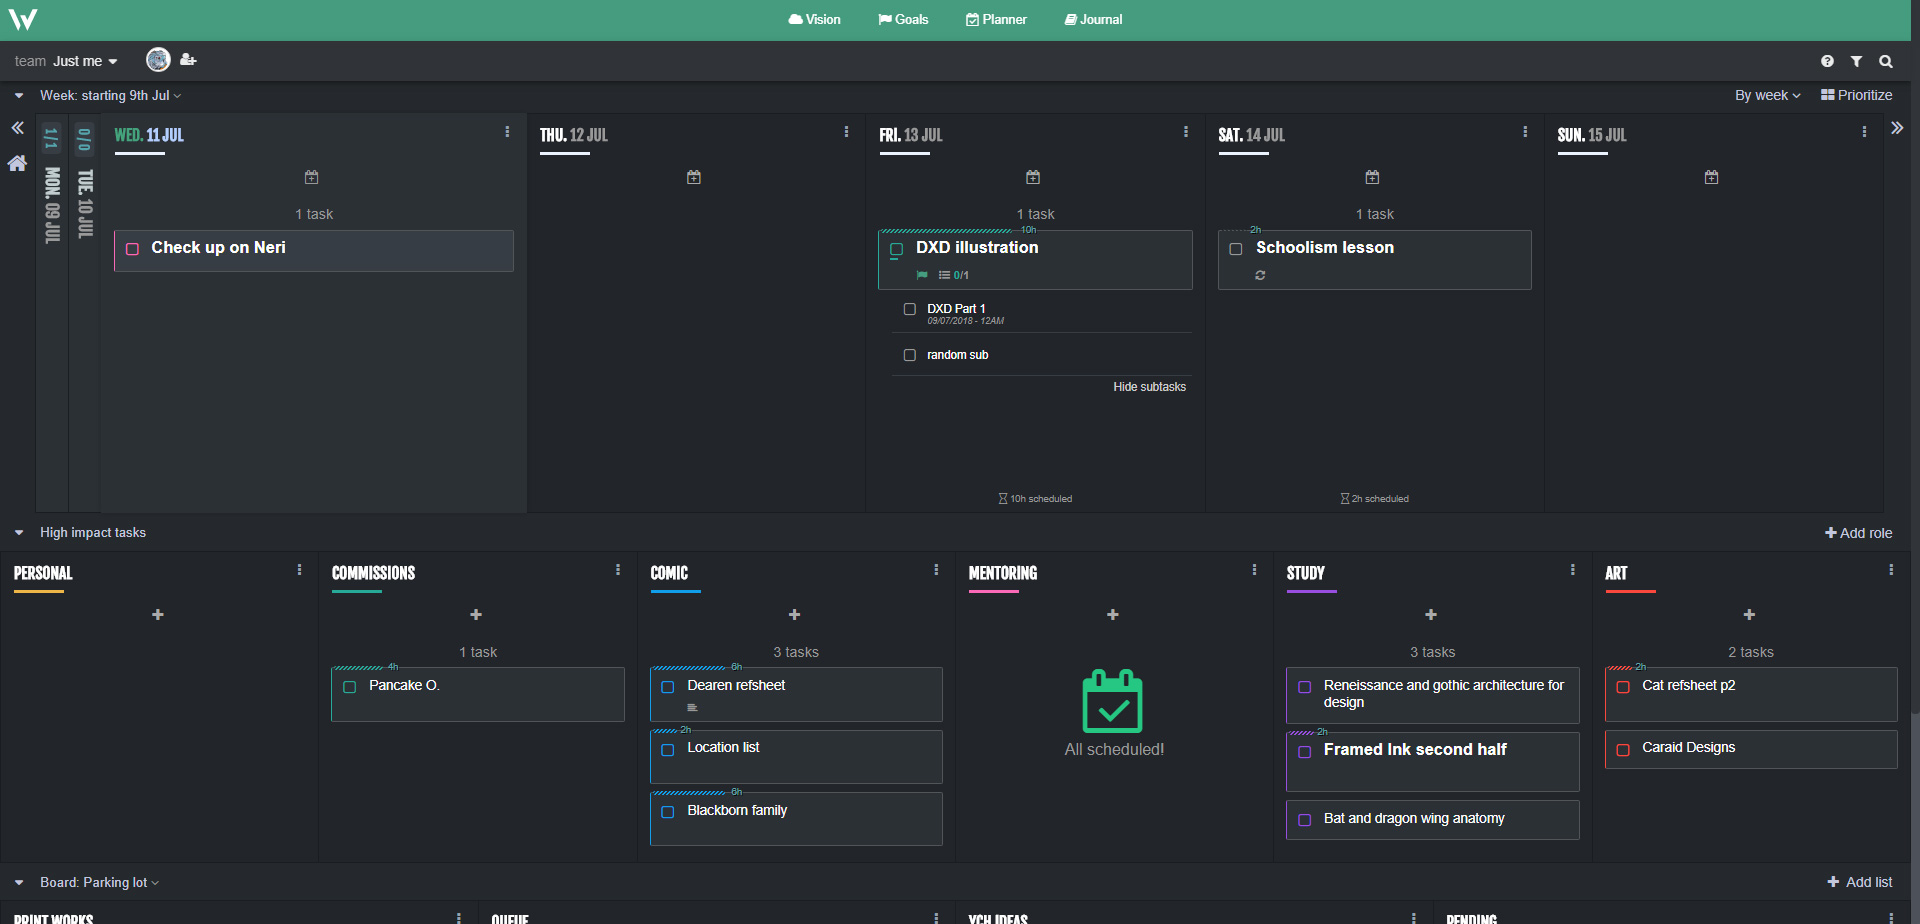 Vision
Goals
Planner
Journal
team Just me
Week: starting 9th Jul
By week
Prioritize
1/1
MON. 09 JUL
0/0
TUE. 10 JUL
WED. 11 JUL
1 task
Check up on Neri
THU. 12 JUL
FRI. 13 JUL
1 task
10h
DXD illustration
0/1
DXD Part 1
09/07/2018 - 12AM
random sub
Hide subtasks
10h scheduled
SAT. 14 JUL
1 task
2h
Schoolism lesson
2h scheduled
SUN. 15 JUL
High impact tasks
Add role
PERSONAL
COMMISSIONS
1 task
4h
Pancake O.
COMIC
3 tasks
6h
Dearen refsheet
2h
Location list
6h
Blackborn family
MENTORING
All scheduled!
STUDY
3 tasks
Reneissance and gothic architecture for
design
2h
Framed Ink second half
Bat and dragon wing anatomy
ART
2 tasks
2h
Cat refsheet p2
Caraid Designs
Board: Parking lot
Add list
PRINT WORKS
QUEUE
YCH IDEAS
PENDING